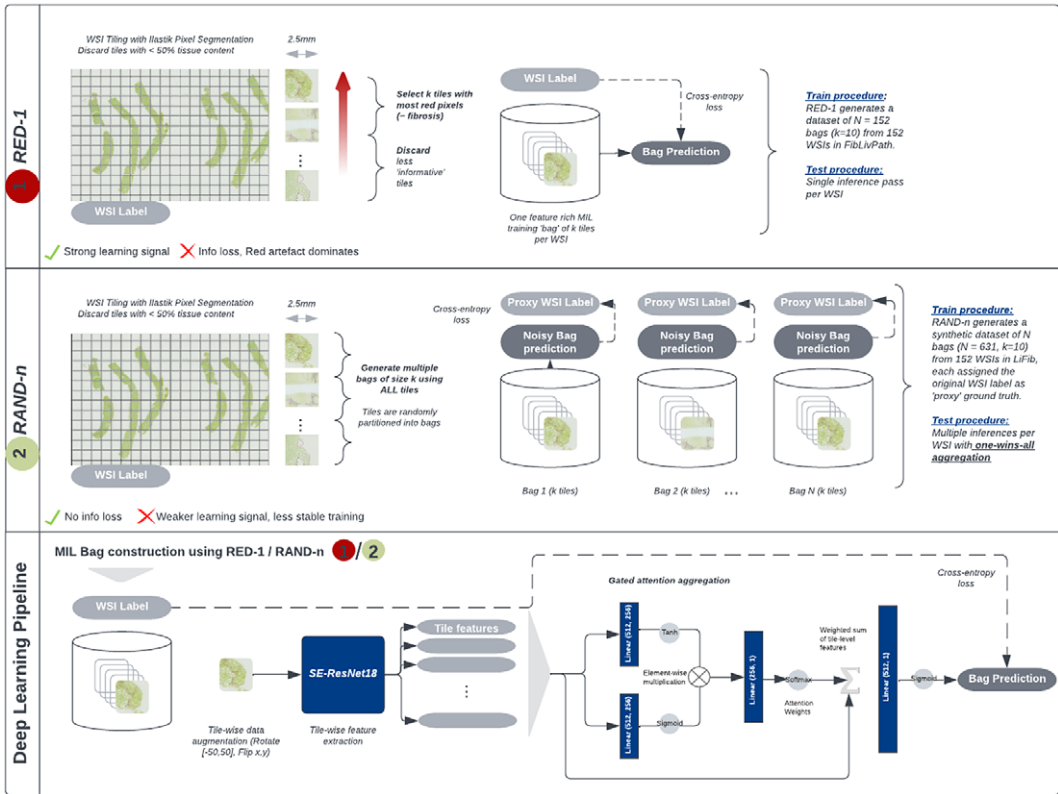 1 RED-1
WSI Tiling with Ilastik Pixel Segmentation
Discard tiles with < 50% tissue content
2.5mm
Select k tiles with
most red pixels
(~ fibrosis)
Discard
less
'informative'
tiles
WSI Label
WSI Label
Cross-entropy
loss
Bag Prediction
One feature rich MIL
training 'bag' of k tiles
per WSI
Train procedure:
RED-1 generates a
dataset of N = 152
bags (k=10) from 152
WSIs in FibLivPath.
Test procedure:
Single inference pass
per WSI
Strong learning signal
Info loss, Red artefact dominates
2 RAND-n
WSI Tiling with Ilastik Pixel Segmentation
Discard tiles with < 50% tissue content
2.5mm
Generate multiple
bags of size k using
ALL tiles
Tiles are randomly
partitioned into bags
WSI Label
Cross-entropy
loss
Proxy WSI Label
Proxy WSI Label
Proxy WSI Label
Noisy Bag
prediction
Noisy Bag
prediction
Noisy Bag
prediction
Bag 1 (k tiles)
Bag 2 (k tiles)
...
Bag N (k tiles)
Train procedure:
RAND-n generates a
synthetic dataset of N
bags (N = 631, k=10)
from 152 WSIs in LiFib,
each assigned the
original WSI label as
'proxy' ground truth.
Test procedure:
Multiple inferences per
WSI with one-wins-all
aggregation
No info loss
Weaker learning signal, less stable training
Deep Learning Pipeline
MIL Bag construction using RED-1 / RAND-n 1 / 2
WSI Label
Tile-wise data
augmentation (Rotate
[-50,50], Flip x,y)
SE-ResNet18
Tile-wise feature
extraction
Tile features
Gated attention aggregation
Linear (512, 256)
Tanh
Element-wise
multiplication
Linear (512, 256)
Sigmoid
Linear (256, 1)
Softmax
Attention
Weights
Weighted sum
of tile-level
features
Σ
Linear (512, 1)
Sigmoid
Cross-entropy
loss
Bag Prediction